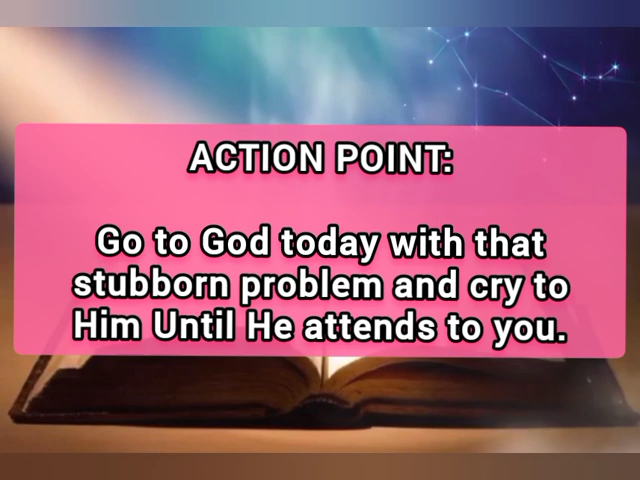 ACTION POINT:
Go to God today with that
stubborn problem and cry to
Him Until He attends to you.